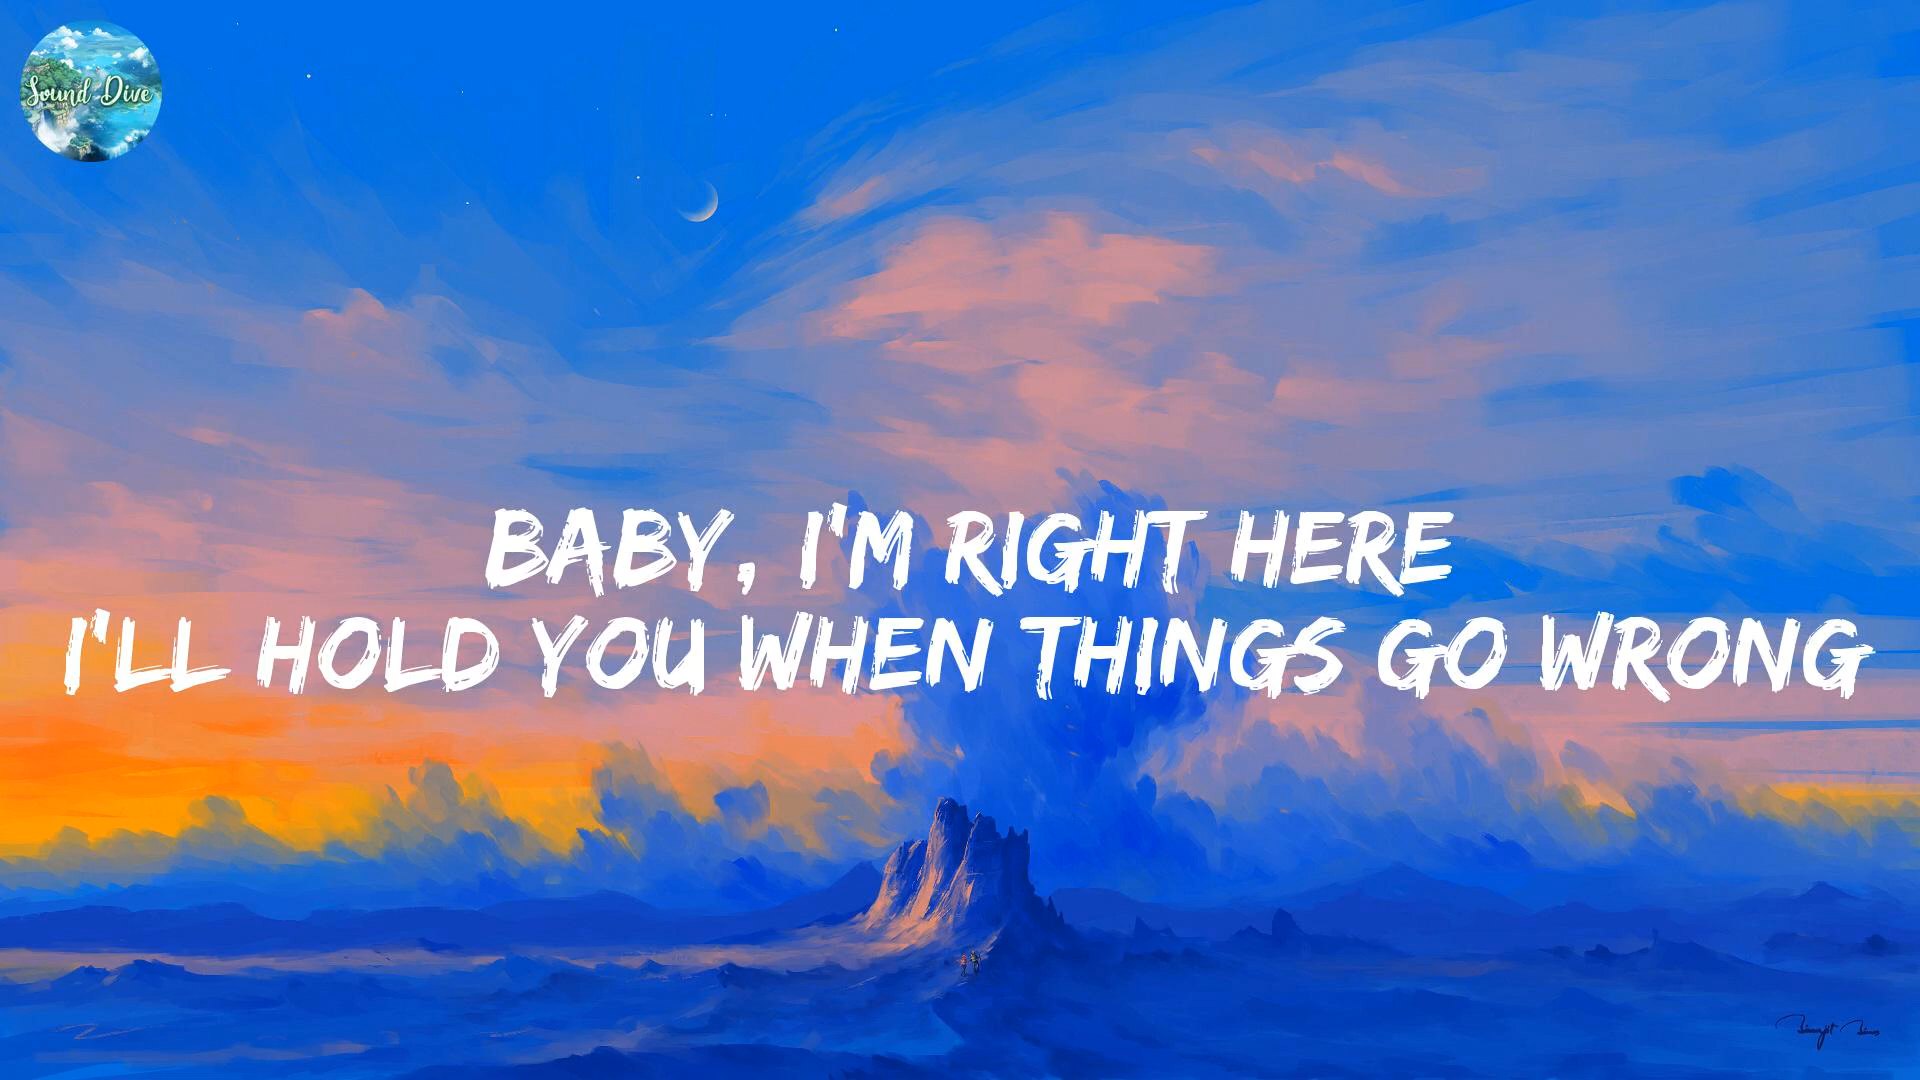 Sound Dive
BABY, I'M RIGHT HERE
I'LL HOLD YOU WHEN THINGS GO WRONG